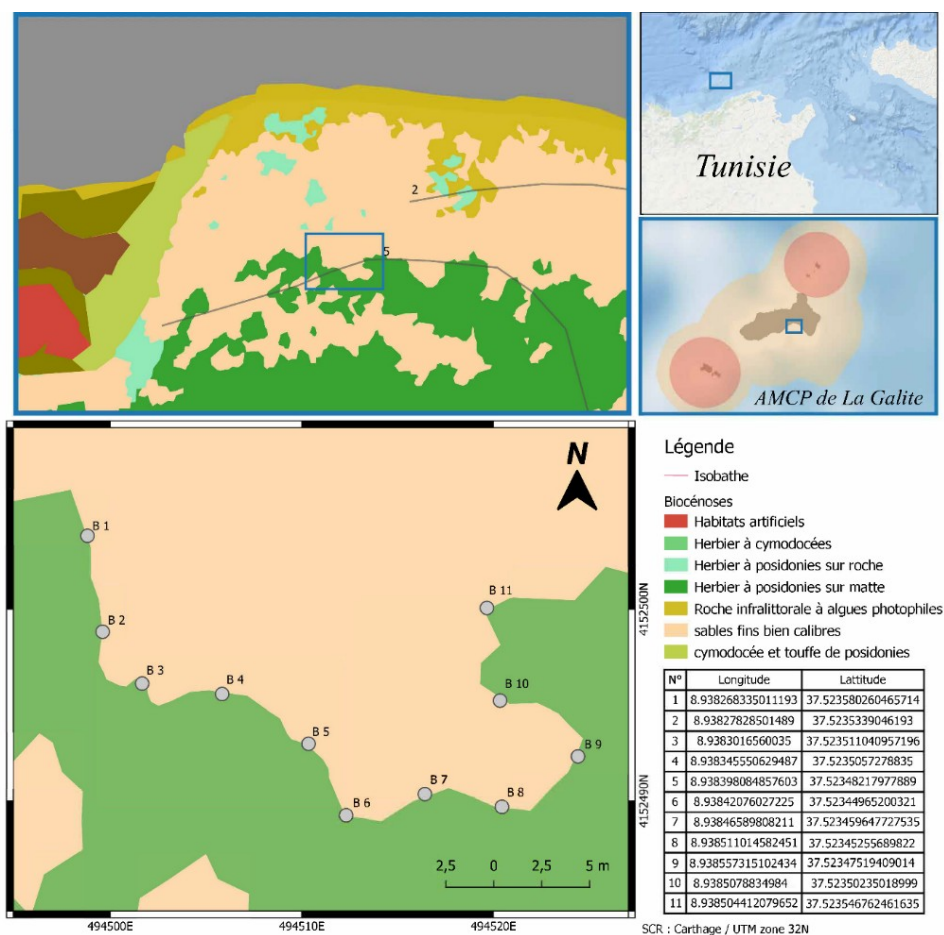 2
5
Tunisie
AMCP de La Galite
N
B 1
B 2
B 3
B 4
B 5
B 6
B 7
B 8
B 9
B 10
B 11
2,5 0 2,5 5 m
4152500N
4152490N
494500E 494510E 494520E
Légende
Isobathe
Biocénoses
Habitats artificiels
Herbier à cymodocées
Herbier à posidonies sur roche
Herbier à posidonies sur matte
Roche infralittorale à algues photophiles
sables fins bien calibres
cymodocée et touffe de posidonies
N° Longitude Lattitude
1 8.938268335011193 37.523580260465714
2 8.93827828501489 37.5235339046193
3 8.9383016560035 37.523511040957196
4 8.938345550629487 37.5235057278835
5 8.938398084857603 37.52348217977889
6 8.93842076027225 37.52344965200321
7 8.93846589808211 37.523459647727535
8 8.938511014582451 37.52345255689822
9 8.938557315102434 37.52347519409014
10 8.9385078834984 37.52350235018999
11 8.938504412079652 37.523546762461635
SCR : Carthage / UTM zone 32N